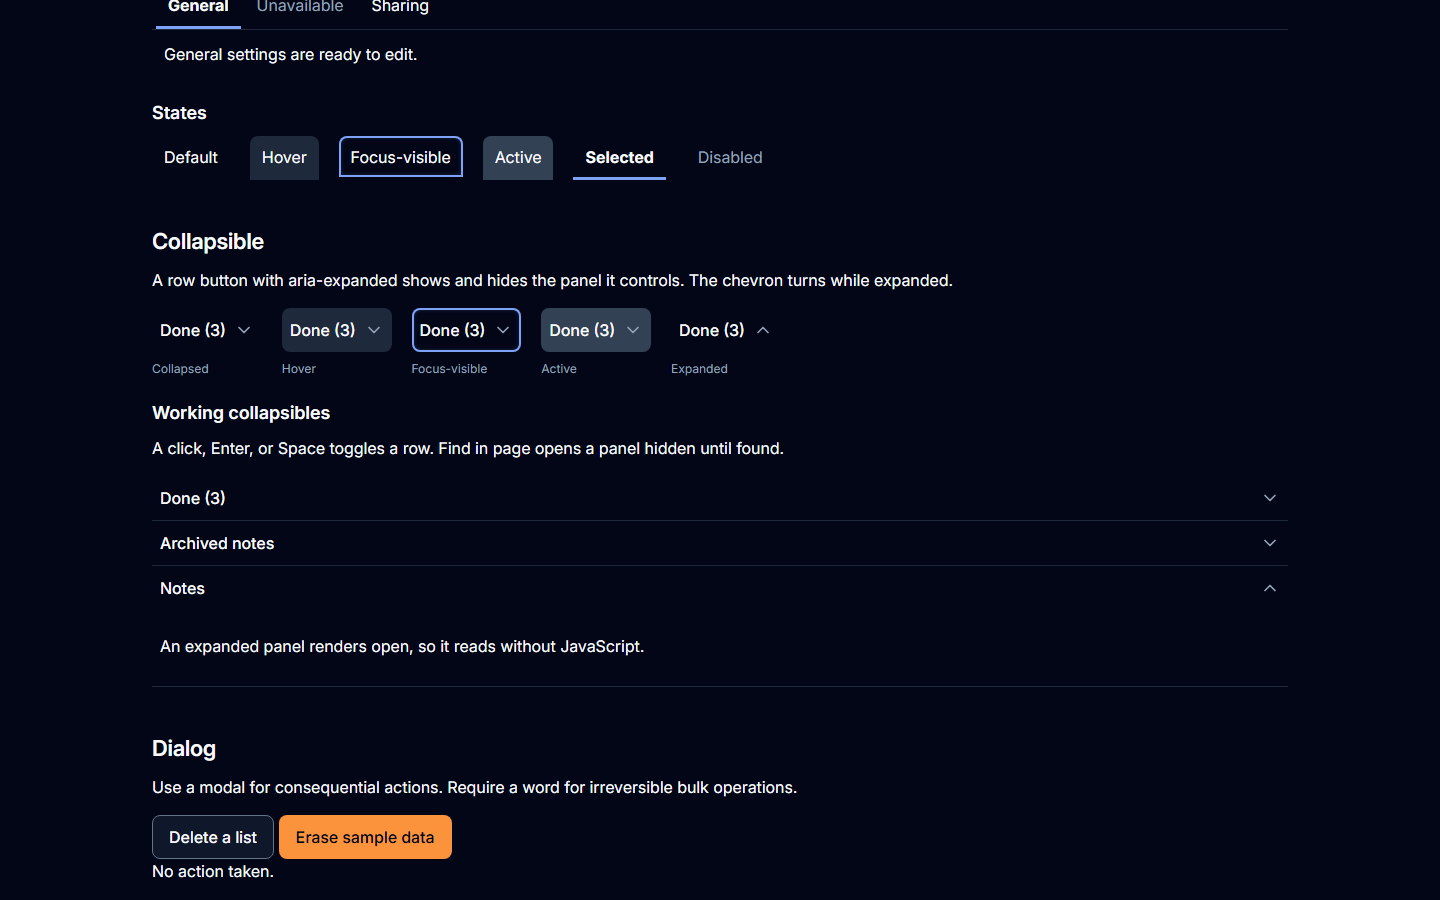 General Unavailable Sharing
General settings are ready to edit.
States
Default Hover Focus-visible Active Selected Disabled
Collapsible
A row button with aria-expanded shows and hides the panel it controls. The chevron turns while expanded.
Done (3) Done (3) Done (3) Done (3) Done (3)
Collapsed Hover Focus-visible Active Expanded
Working collapsibles
A click, Enter, or Space toggles a row. Find in page opens a panel hidden until found.
Done (3)
Archived notes
Notes
An expanded panel renders open, so it reads without JavaScript.
Dialog
Use a modal for consequential actions. Require a word for irreversible bulk operations.
Delete a list Erase sample data
No action taken.